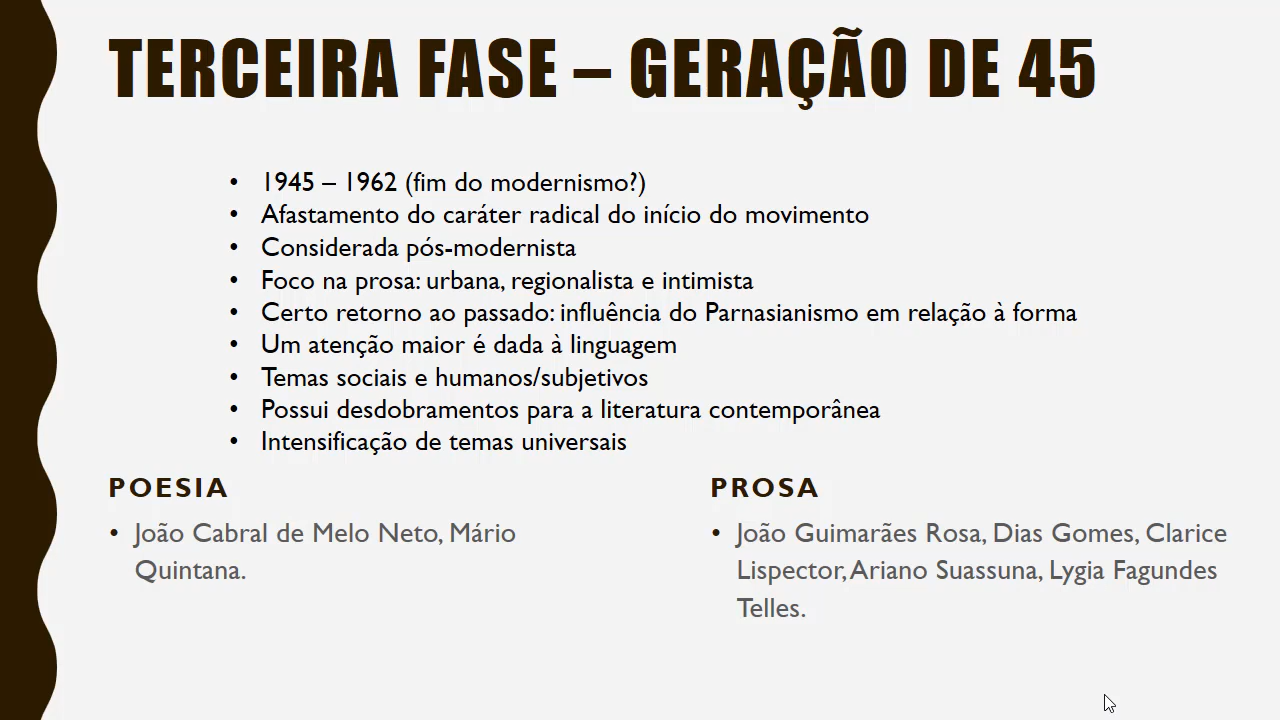 TERCEIRA FASE – GERAÇÃO DE 45
• 1945 – 1962 (fim do modernismo?)
• Afastamento do caráter radical do início do movimento
• Considerada pós-modernista
• Foco na prosa: urbana, regionalista e intimista
• Certo retorno ao passado: influência do Parnasianismo em relação à forma
• Um atenção maior é dada à linguagem
• Temas sociais e humanos/subjetivos
• Possui desdobramentos para a literatura contemporânea
• Intensificação de temas universais
POESIA
• João Cabral de Melo Neto, Mário
Quintana.
PROSA
• João Guimarães Rosa, Dias Gomes, Clarice
Lispector, Ariano Suassuna, Lygia Fagundes
Telles.